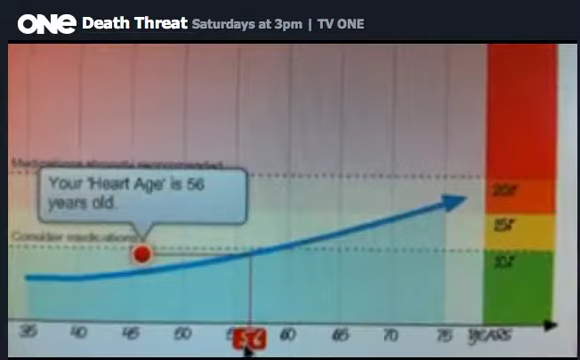 ONE Death Threat Saturdays at 3pm | TV ONE
Medications strongly recommended
Your 'Heart Age' is 56
years old.
Consider medications
20%
15%
10%
35 40 45 50 56 60 65 70 75 YEARS